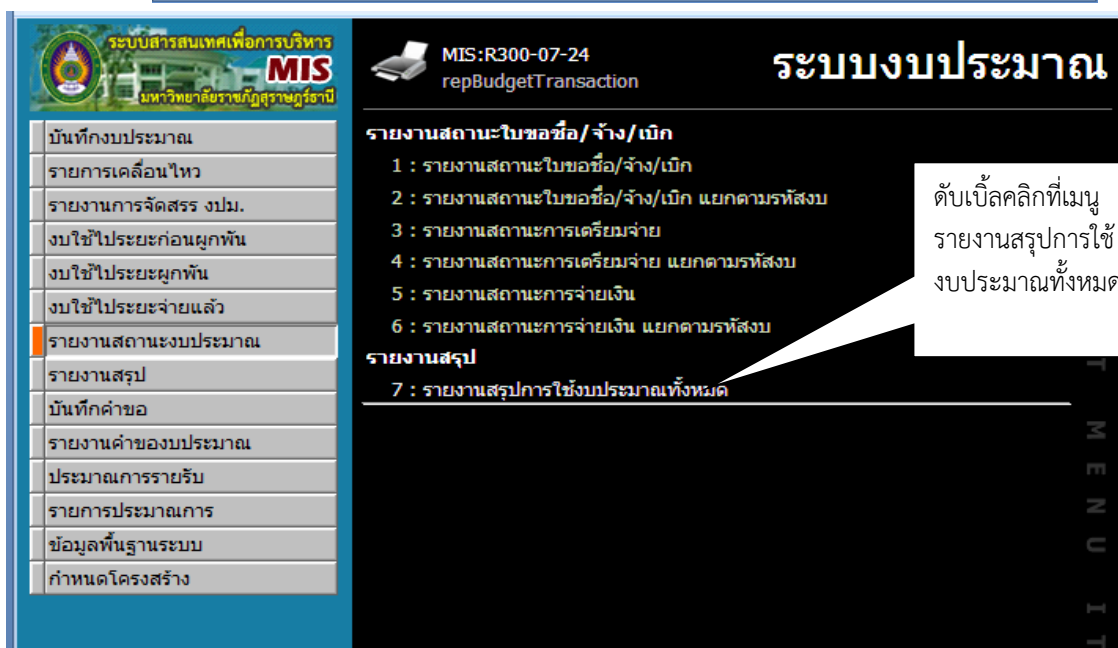 ระบบสารสนเทศเพื่อการบริหาร
MIS
มหาวิทยาลัยราชภัฏสุราษฎร์ธานี
MIS:R300-07-24
repBudgetTransaction
ระบบงบประมาณ
บันทึกงบประมาณ
รายการเคลื่อนไหว
รายงานการจัดสรร งปม.
งบใช้ไประยะก่อนผูกพัน
งบใช้ไประยะผูกพัน
งบใช้ไประยะจ่ายแล้ว
รายงานสถานะงบประมาณ
รายงานสรุป
บันทึกคำขอ
รายงานคำของบประมาณ
ประมาณการรายรับ
รายการประมาณการ
ข้อมูลพื้นฐานระบบ
กำหนดโครงสร้าง
รายงานสถานะใบขอซื้อ/จ้าง/เบิก
1 : รายงานสถานะใบขอซื้อ/จ้าง/เบิก
2 : รายงานสถานะใบขอซื้อ/จ้าง/เบิก แยกตามรหัสงบ
3 : รายงานสถานะการเตรียมจ่าย
4 : รายงานสถานะการเตรียมจ่าย แยกตามรหัสงบ
5 : รายงานสถานะการจ่ายเงิน
6 : รายงานสถานะการจ่ายเงิน แยกตามรหัสงบ
รายงานสรุป
7 : รายงานสรุปการใช้งบประมาณทั้งหมด
ดับเบิ้ลคลิกที่เมนู
รายงานสรุปการใช้
งบประมาณทั้งหมด
T MENU IT